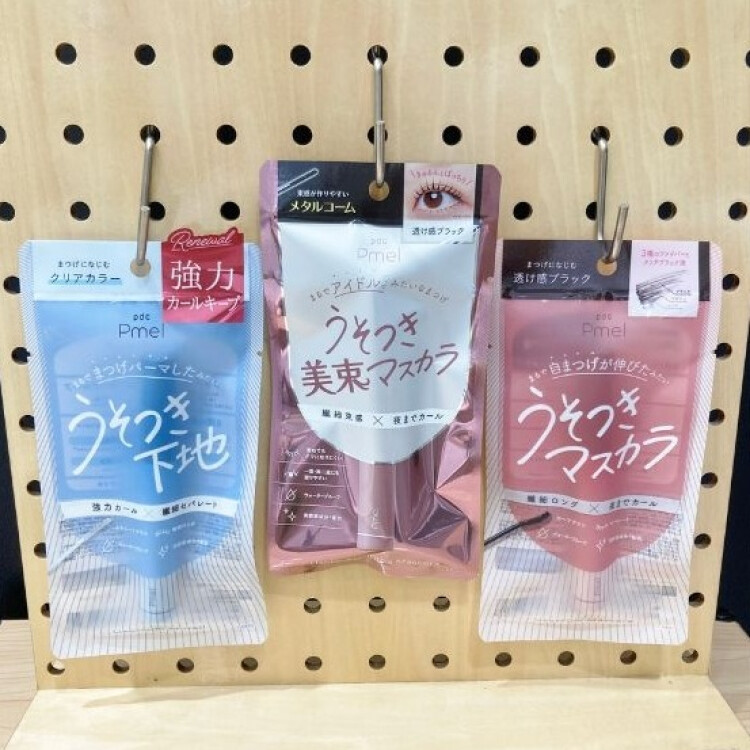 まつげになじむ
クリアカラー
Renewal
強力
カールキープ
pdc
Pmel
まるでまつげパーマしたみたい
うそつき
下地
強力カール × 繊細セパレート
束感が作りやすい
メタルコーム
透け感ブラック
pdc
Pmel
まるでアイドルみたいなまつげ
うそつき
美束マスカラ
繊細束感 × 夜までカール
ウォータープルーフ
まつげになじむ
透け感ブラック
pdc
Pmel
まるで自まつげが伸びたみたい
うそつき
マスカラ
繊細ロング × 夜までカール